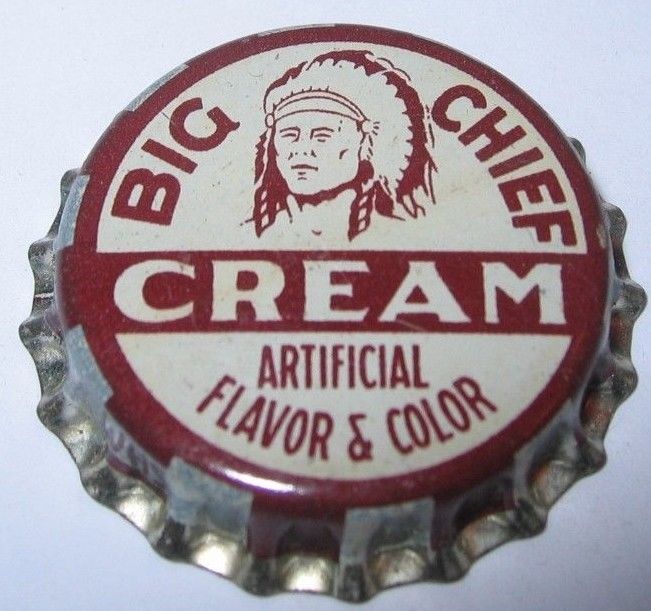 BIG CHIEF
CREAM
ARTIFICIAL
FLAVOR & COLOR